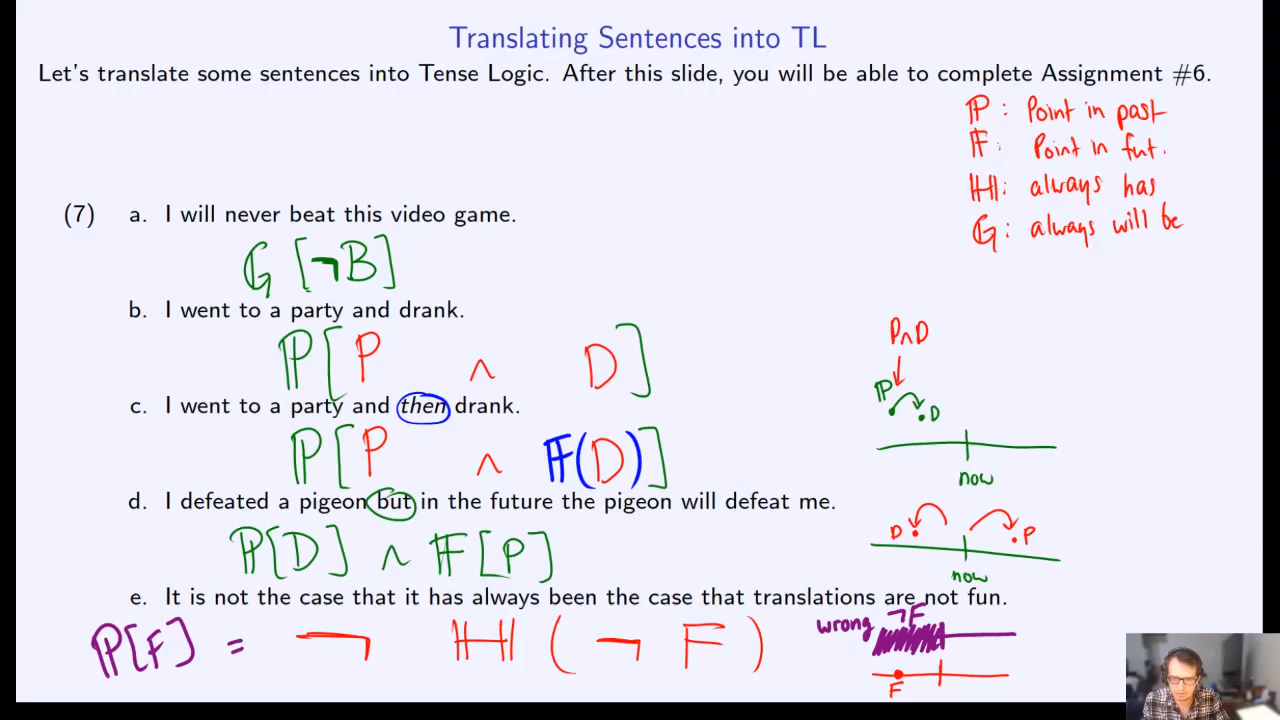 Translating Sentences into TL
Let's translate some sentences into Tense Logic. After this slide, you will be able to complete Assignment #6.
ℙ: Point in past
𝔽: Point in fut.
ℍ: always has
𝔾: always will be
(7) a. I will never beat this video game.
𝔾 [¬B]
b. I went to a party and drank.
ℙ[P ∧ D]
c. I went to a party and then drank.
ℙ[P ∧ 𝔽(D)]
d. I defeated a pigeon but in the future the pigeon will defeat me.
ℙ[D] ∧ 𝔽[P]
e. It is not the case that it has always been the case that translations are not fun.
ℙ[F] = ¬ ℍ (¬ F)
P∧D
ℙ D
now
D P
now
wrong ¬F
F